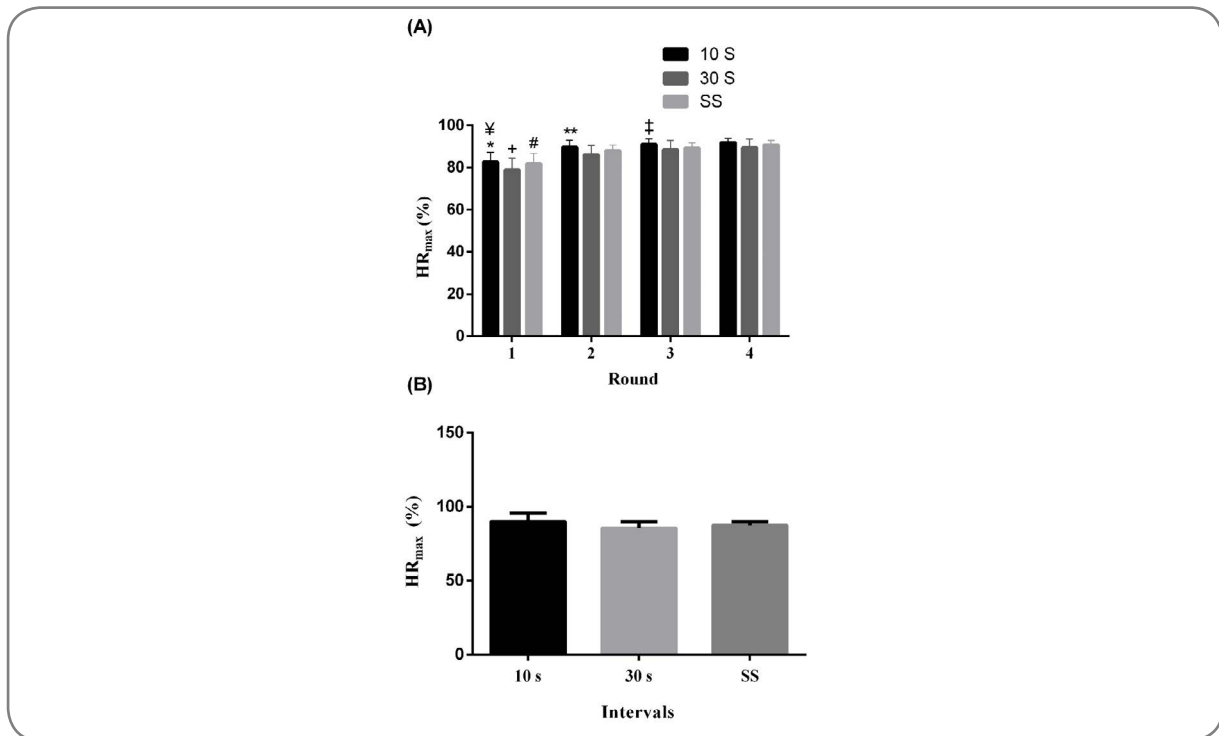 (A)
10 S
30 S
SS
¥
* + # ** ‡
100
80
60
40
20
0
HRmax (%)
1 2 3 4
Round
(B)
150
100
50
0
HRmax (%)
10 s 30 s SS
Intervals